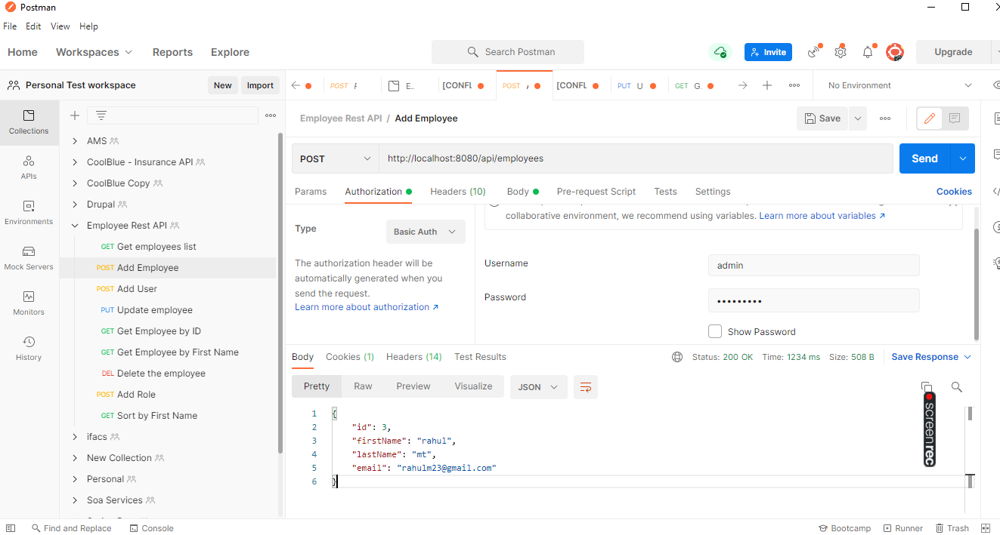 Postman
File Edit View Help
Home Workspaces Reports Explore Search Postman Invite Upgrade
Personal Test workspace New Import POST E.. [CONFL POST [CONFL PUT U GET G. No Environment
Collections
APIs
Environments
Mock Servers
Monitors
History
AMS
CoolBlue - Insurance API
CoolBlue Copy
Drupal
Employee Rest API
GET Get employees list
POST Add Employee
POST Add User
PUT Update employee
GET Get Employee by ID
GET Get Employee by First Name
DEL Delete the employee
POST Add Role
GET Sort by First Name
ifacs
New Collection
Personal
Soa Services
Employee Rest API / Add Employee Save
POST http://localhost:8080/api/employees Send
Params Authorization Headers (10) Body Pre-request Script Tests Settings Cookies
collaborative environment, we recommend using variables. Learn more about variables ↗
Type Basic Auth
The authorization header will be
automatically generated when you
send the request.
Learn more about authorization ↗
Username admin
Password •••••••••
Show Password
Body Cookies (1) Headers (14) Test Results Status: 200 OK Time: 1234 ms Size: 508 B Save Response
Pretty Raw Preview Visualize JSON
1 {
2 "id": 3,
3 "firstName": "rahul",
4 "lastName": "mt",
5 "email": "rahulm23@gmail.com"
6 }
screenrec
Find and Replace Console Bootcamp Runner Trash